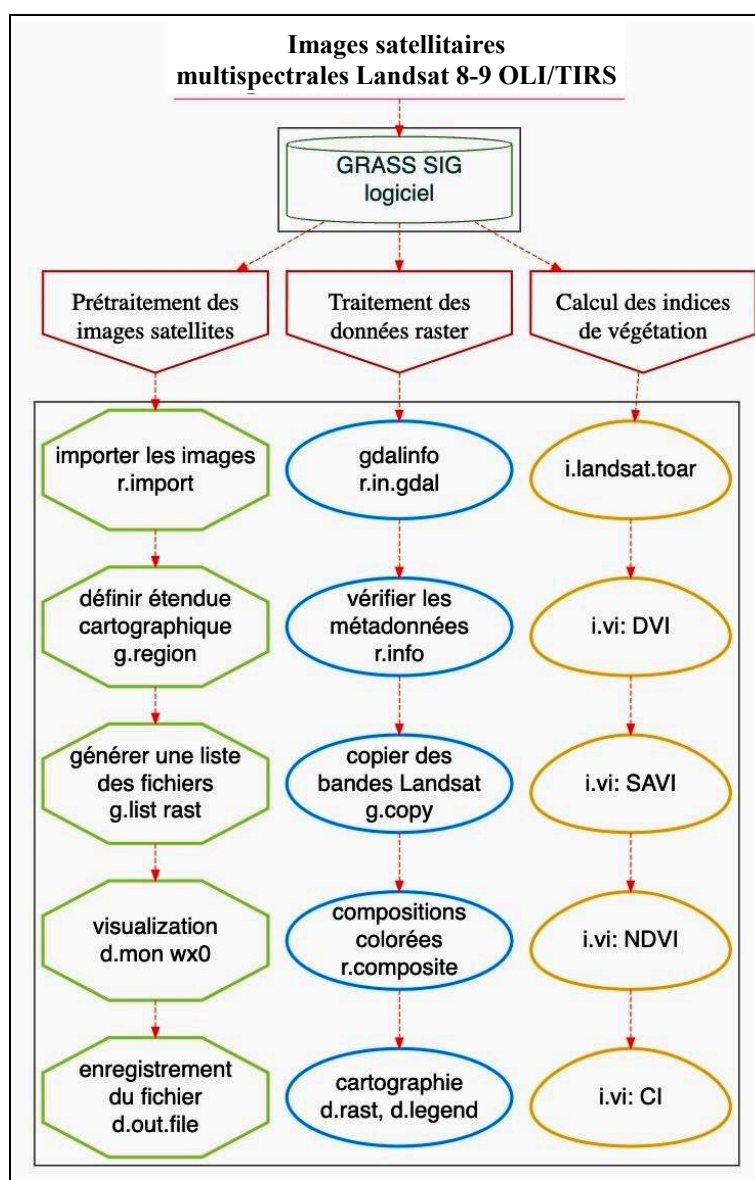 Images satellitaires
multispectrales Landsat 8-9 OLI/TIRS
GRASS SIG
logiciel
Prétraitement des
images satellites
Traitement des
données raster
Calcul des indices
de végétation
importer les images
r.import
définir étendue
cartographique
g.region
générer une liste
des fichiers
g.list rast
visualization
d.mon wx0
enregistrement
du fichier
d.out.file
gdalinfo
r.in.gdal
vérifier les
métadonnées
r.info
copier des
bandes Landsat
g.copy
compositions
colorées
r.composite
cartographie
d.rast, d.legend
i.landsat.toar
i.vi: DVI
i.vi: SAVI
i.vi: NDVI
i.vi: CI